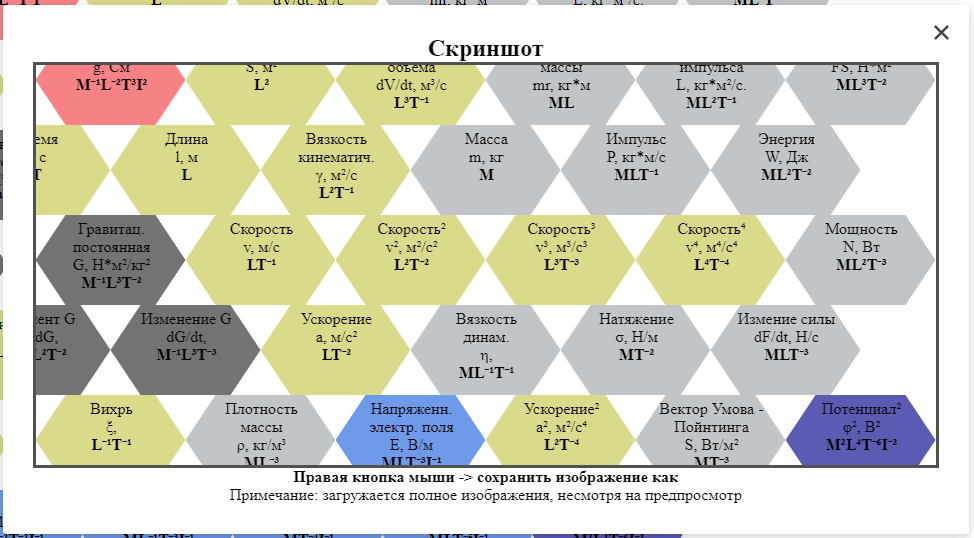 Скриншот
g, См
M⁻¹L⁻²T³I²
S, м²
L²
объёма
dV/dt, м³/с
L³T⁻¹
массы
mr, кг*м
ML
импульса
L, кг*м²/с.
ML²T⁻¹
FS, Н*м²
ML³T⁻²
емя
с
T
Длина
l, м
L
Вязкость
кинематич.
γ, м²/с
L²T⁻¹
Масса
m, кг
M
Импульс
P, кг*м/с
MLT⁻¹
Энергия
W, Дж
ML²T⁻²
Гравитац.
постоянная
G, Н*м²/кг²
M⁻¹L³T⁻²
Скорость
v, м/с
LT⁻¹
Скорость²
v², м²/с²
L²T⁻²
Скорость³
v³, м³/с³
L³T⁻³
Скорость⁴
v⁴, м⁴/с⁴
L⁴T⁻⁴
Мощность
N, Вт
ML²T⁻³
ент G
dG,
L²T⁻²
Изменение G
dG/dt,
M⁻¹L³T⁻³
Ускорение
a, м/с²
LT⁻²
Вязкость
динам.
η,
ML⁻¹T⁻¹
Натяжение
σ, Н/м
MT⁻²
Измение силы
dF/dt, Н/с
MLT⁻³
Вихрь
ξ,
L⁻¹T⁻¹
Плотность
массы
ρ, кг/м³
ML⁻³
Напряженн.
электр. поля
E, В/м
MLT⁻³I⁻¹
Ускорение²
a², м²/с⁴
L²T⁻⁴
Вектор Умова -
Пойнтинга
S, Вт/м²
MT⁻³
Потенциал²
φ², В²
M²L⁴T⁻⁶I⁻²
Правая кнопка мыши -> сохранить изображение как
Примечание: загружается полное изображения, несмотря на предпросмотр